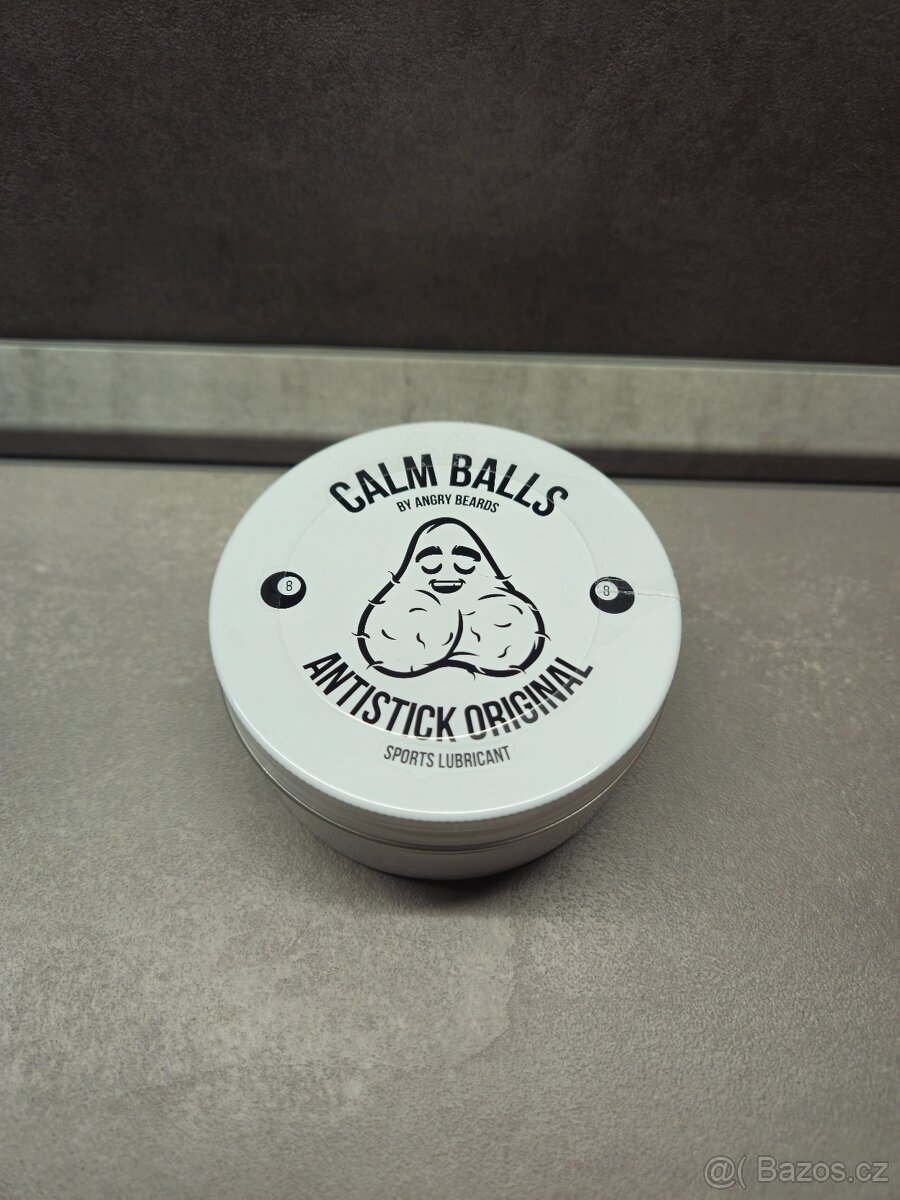 CALM BALLS
BY ANGRY BEARDS
8
8
ANTISTICK ORIGINAL
SPORTS LUBRICANT
@( Bazos.cz